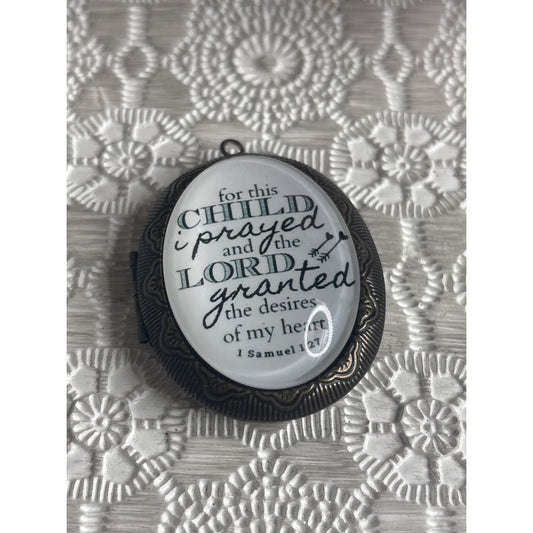 for this
CHILD
i prayed
and the
LORD
granted
the desires
of my heart
1 Samuel 1:27